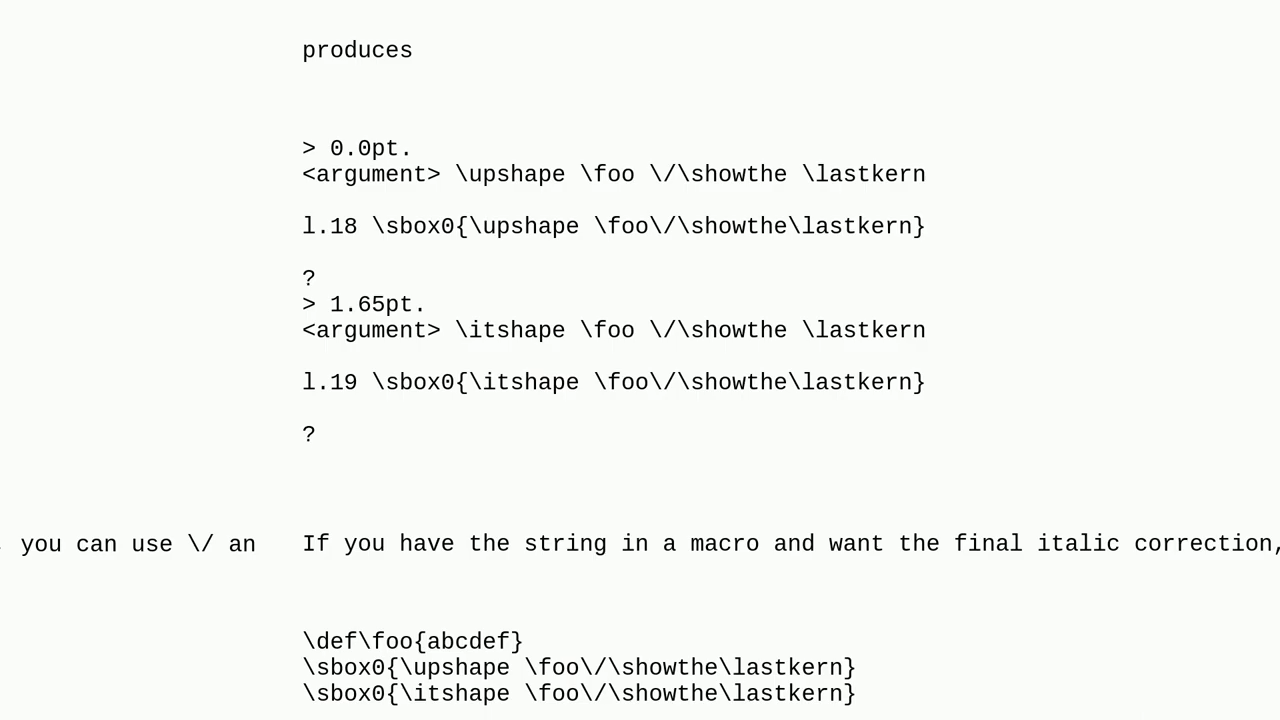 produces
> 0.0pt.
<argument> \upshape \foo \/\showthe \lastkern
l.18 \sbox0{\upshape \foo\/\showthe\lastkern}
?
> 1.65pt.
<argument> \itshape \foo \/\showthe \lastkern
l.19 \sbox0{\itshape \foo\/\showthe\lastkern}
?
you can use \/ an
If you have the string in a macro and want the final italic correction,
\def\foo{abcdef}
\sbox0{\upshape \foo\/\showthe\lastkern}
\sbox0{\itshape \foo\/\showthe\lastkern}